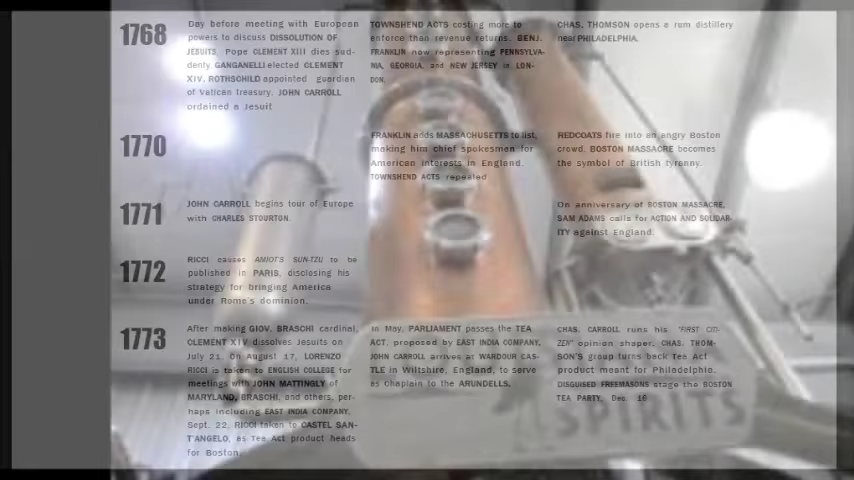 1768
Day before meeting with European
powers to discuss DISSOLUTION OF
JESUITS Pope CLEMENT XIII dies sud-
denly GANGANELLI elected CLEMENT
XIV. ROTHSCHILD appointed guardian
of Vatican Treasury. JOHN CARROLL
ordained a Jesuit
TOWNSHEND ACTS costing more to
enforce than revenue returns. BENJ.
FRANKLIN now representing PENNSYLVA-
NIA, GEORGIA, and NEW JERSEY in LON-
DON.
CHAS. THOMSON opens a rum distillery
near PHILADELPHIA.
1770
FRANKLIN adds MASSACHUSETTS to list,
making him chief spokesmen for
American interests in England.
TOWNSHEND ACTS repealed
REDCOATS fire into an angry Boston
crowd. BOSTON MASSACRE becomes
the symbol of British tyranny.
1771
JOHN CARROLL begins tour of Europe
with CHARLES STOURTON.
On anniversary of BOSTON MASSACRE,
SAM ADAMS calls for ACTION AND SOLIDAR-
ITY against England.
1772
RICCI causes AMIOT'S SUN-TZU to be
published in PARIS, disclosing his
strategy for bringing America
under Rome's dominion.
1773
After making GIOV. BRASCHI cardinal,
CLEMENT XIV dissolves Jesuits on
July 21. On August 17, LORENZO
RICCI is taken to ENGLISH COLLEGE for
meetings with JOHN MATTINGLY of
MARYLAND, BRASCHI, and others, per-
haps including EAST INDIA COMPANY.
Sept. 22, RICCI taken to CASTEL SAN-
T'ANGELO, as Tea Act product heads
for Boston.
In May, PARLIAMENT passes the TEA
ACT, proposed by EAST INDIA COMPANY.
JOHN CARROLL arrives at WARDOUR CAS-
TLE in Wiltshire, England, to serve
as Chaplain to the ARUNDELLS.
CHAS. CARROLL runs his "FIRST CITI-
ZEN" opinion shaper. CHAS. THOM-
SON'S group turns back Tea Act
product meant for Philadelphia.
DISGUISED FREEMASONS stage the BOSTON
TEA PARTY, Dec. 16
SPIRITS